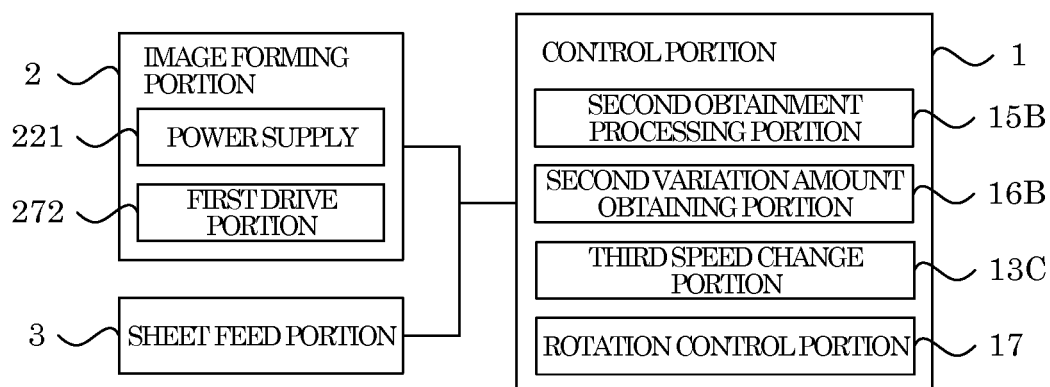 2
IMAGE FORMING
PORTION
221
POWER SUPPLY
272
FIRST DRIVE
PORTION
3
SHEET FEED PORTION
CONTROL PORTION
1
SECOND OBTAINMENT
PROCESSING PORTION
15B
SECOND VARIATION AMOUNT
OBTAINING PORTION
16B
THIRD SPEED CHANGE
PORTION
13C
ROTATION CONTROL PORTION
17